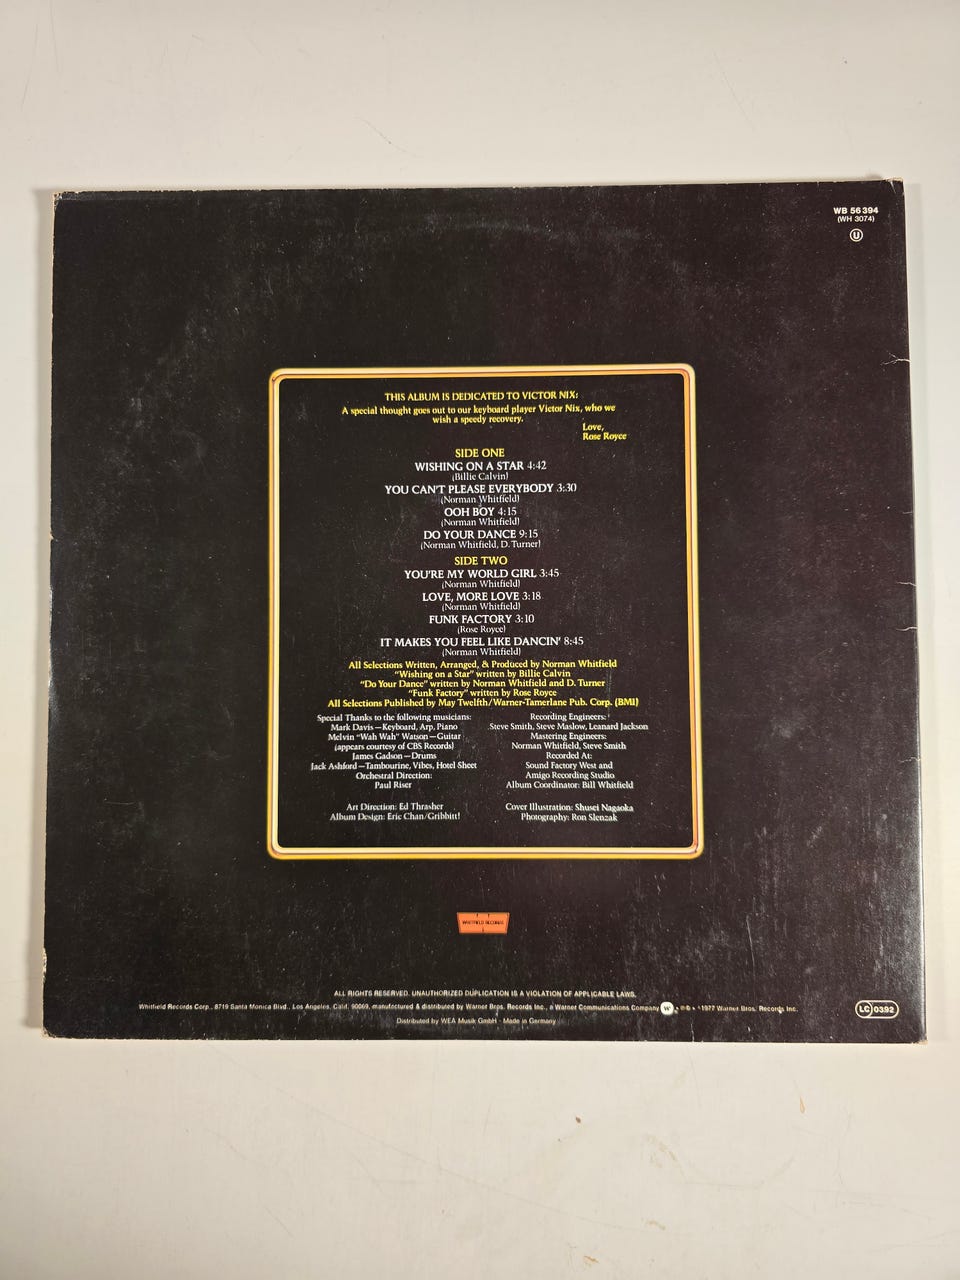 WB 56 394
(WH 3074)
U
THIS ALBUM IS DEDICATED TO VICTOR NIX:
A special thought goes out to our keyboard player Victor Nix, who we
wish a speedy recovery.
Love,
Rose Royce
SIDE ONE
WISHING ON A STAR 4:42
(Billie Calvin)
YOU CAN'T PLEASE EVERYBODY 3:30
(Norman Whitfield)
OOH BOY 4:15
(Norman Whitfield)
DO YOUR DANCE 9:15
(Norman Whitfield, D. Turner)
SIDE TWO
YOU'RE MY WORLD GIRL 3:45
(Norman Whitfield)
LOVE, MORE LOVE 3:18
(Norman Whitfield)
FUNK FACTORY 3:10
(Rose Royce)
IT MAKES YOU FEEL LIKE DANCIN' 8:45
(Norman Whitfield)
All Selections Written, Arranged, & Produced by Norman Whitfield
"Wishing on a Star" written by Billie Calvin
"Do Your Dance" written by Norman Whitfield and D. Turner
"Funk Factory" written by Rose Royce
All Selections Published by May Twelfth/Warner-Tamerlane Pub. Corp. (BMI)
Special Thanks to the following musicians:
Mark Davis—Keyboard, Arp, Piano
Melvin "Wah Wah" Watson—Guitar
(appears courtesy of CBS Records)
James Gadson—Drums
Jack Ashford—Tambourine, Vibes, Hotel Sheet
Orchestral Direction:
Paul Riser
Art Direction: Ed Thrasher
Album Design: Eric Chan/Gribbitt!
Recording Engineers:
Steve Smith, Steve Maslow, Leanard Jackson
Mastering Engineers:
Norman Whitfield, Steve Smith
Recorded At:
Sound Factory West and
Amigo Recording Studio
Album Coordinator: Bill Whitfield
Cover Illustration: Shusei Nagaoka
Photography: Ron Slenzak
WHITFIELD RECORDS
ALL RIGHTS RESERVED. UNAUTHORIZED DUPLICATION IS A VIOLATION OF APPLICABLE LAWS.
Whitfield Records Corp., 8719 Santa Monica Blvd., Los Angeles, Calif. 90069, manufactured & distributed by Warner Bros. Records Inc., a Warner Communications Company 1977 Warner Bros. Records Inc.
Distributed by WEA Musik GmbH · Made in Germany
LC 0392